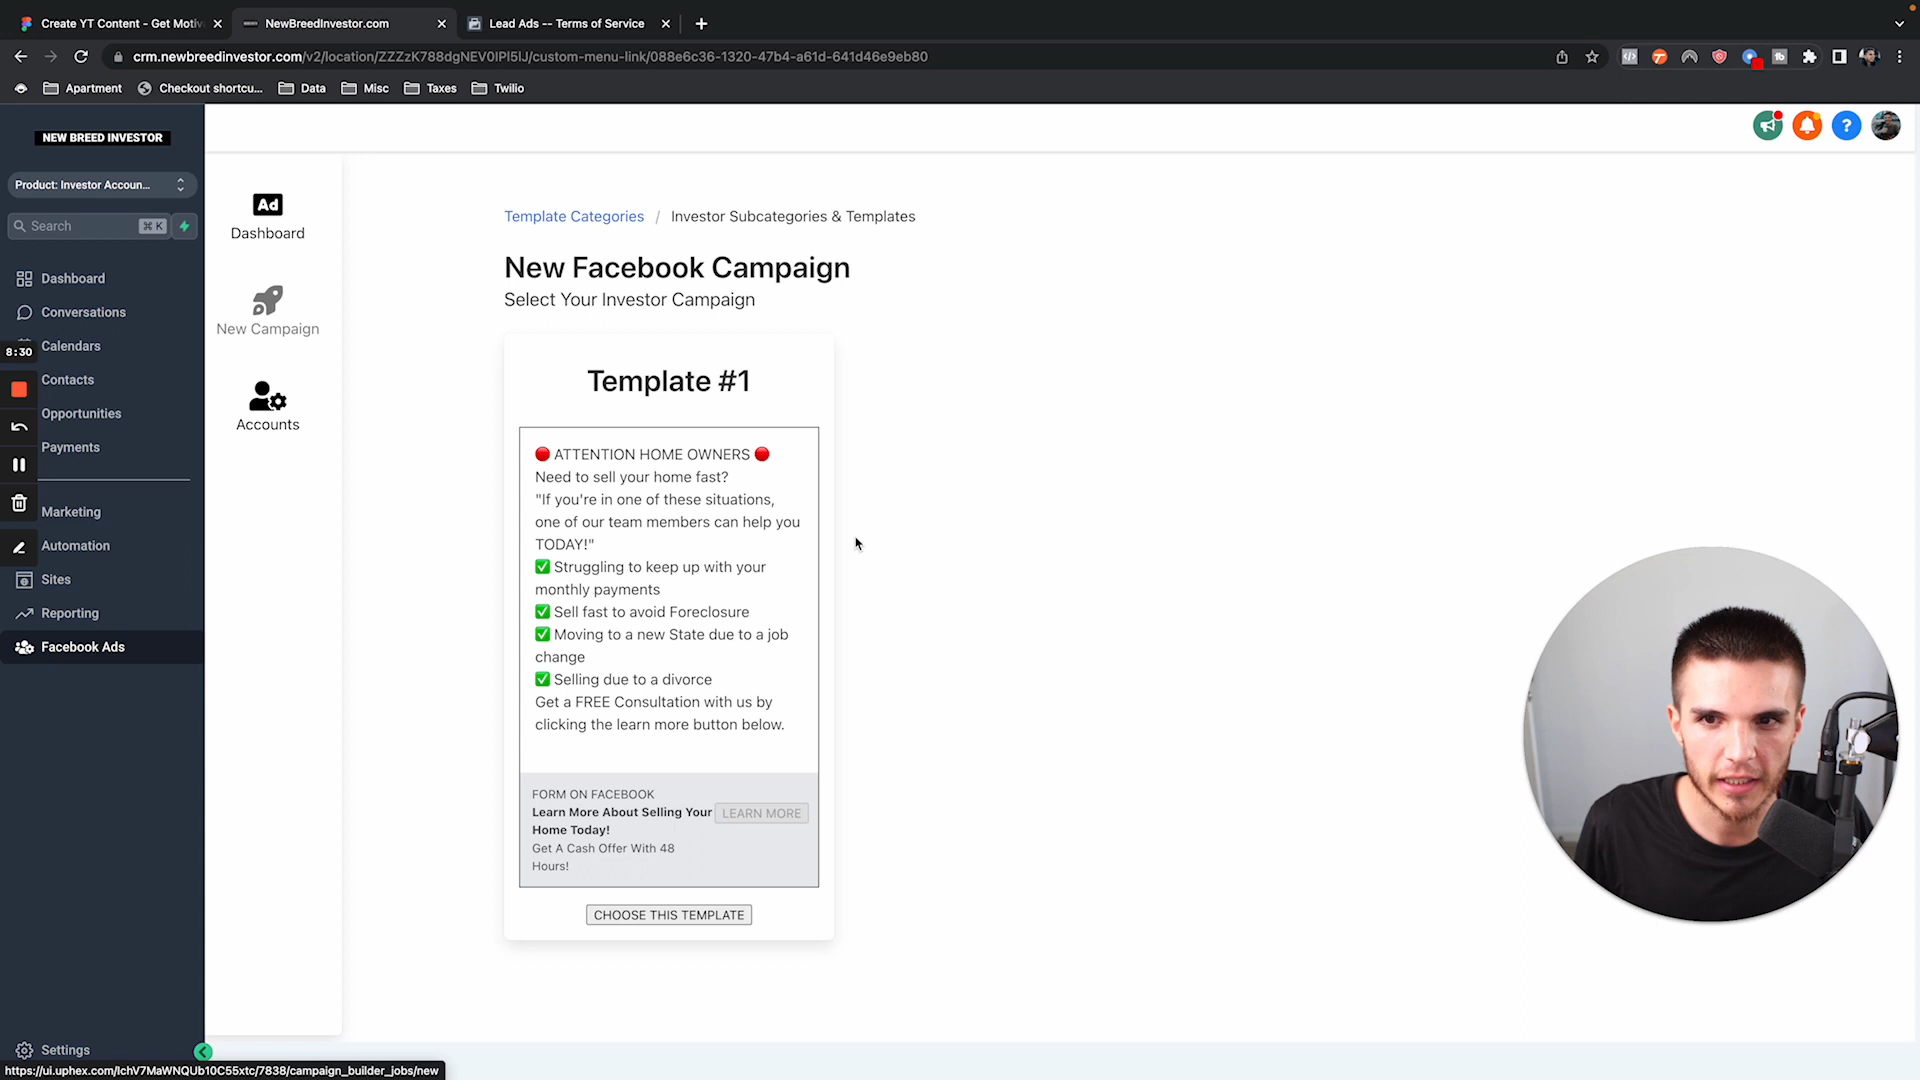 Create YT Content - Get Motiv
NewBreedInvestor.com
Lead Ads -- Terms of Service
crm.newbreedinvestor.com/v2/location/ZZZzK788dgNEV0IPl5IJ/custom-menu-link/088e6c36-1320-47b4-a61d-641d46e9eb80
Apartment
Checkout shortcu...
Data
Misc
Taxes
Twilio
NEW BREED INVESTOR
Product: Investor Accoun...
Search
⌘ K
Dashboard
Conversations
Calendars
8:30
Contacts
Opportunities
Payments
Marketing
Automation
Sites
Reporting
Facebook Ads
Settings
https://ui.uphex.com/IchV7MaWNQUb10C55xtc/7838/campaign_builder_jobs/new
Ad
Dashboard
New Campaign
Accounts
Template Categories / Investor Subcategories & Templates
New Facebook Campaign
Select Your Investor Campaign
Template #1
🔴 ATTENTION HOME OWNERS 🔴
Need to sell your home fast?
"If you're in one of these situations,
one of our team members can help you
TODAY!"
✅ Struggling to keep up with your
monthly payments
✅ Sell fast to avoid Foreclosure
✅ Moving to a new State due to a job
change
✅ Selling due to a divorce
Get a FREE Consultation with us by
clicking the learn more button below.
FORM ON FACEBOOK
Learn More About Selling Your
Home Today!
LEARN MORE
Get A Cash Offer With 48
Hours!
CHOOSE THIS TEMPLATE